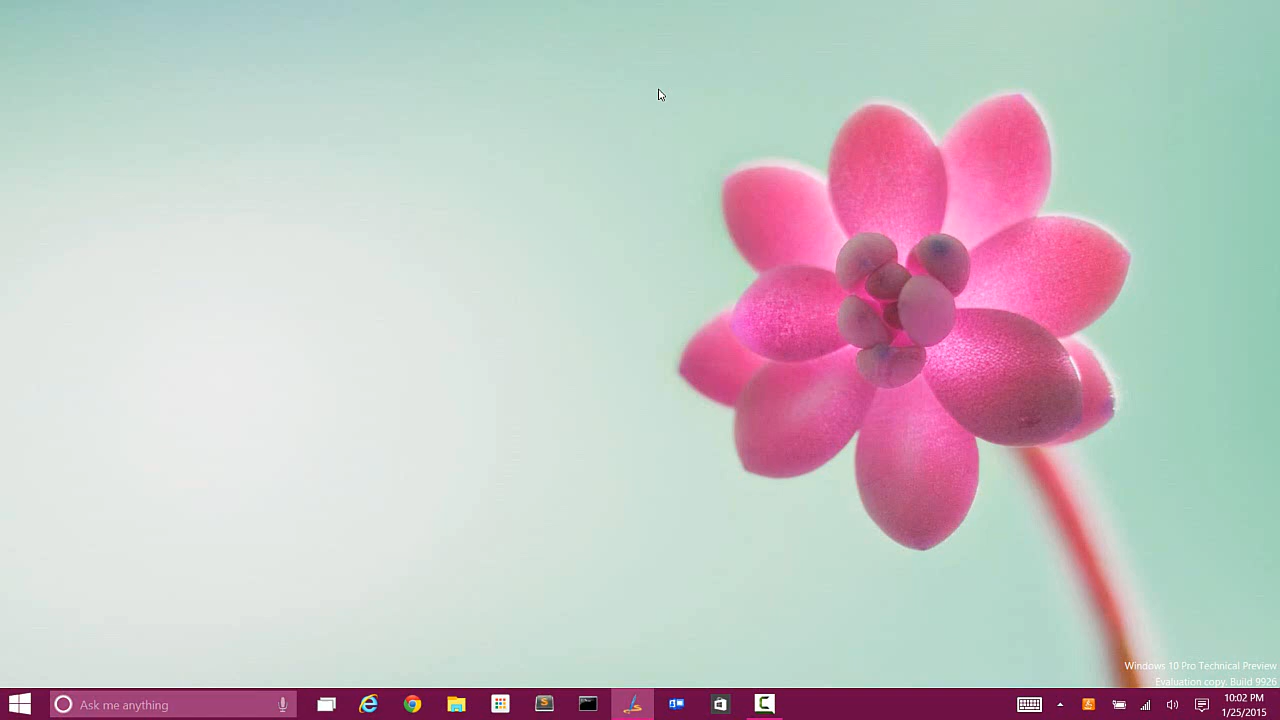 Windows 10 Pro Technical Preview
Evaluation copy. Build 9926
Ask me anything
10:02 PM
1/25/2015